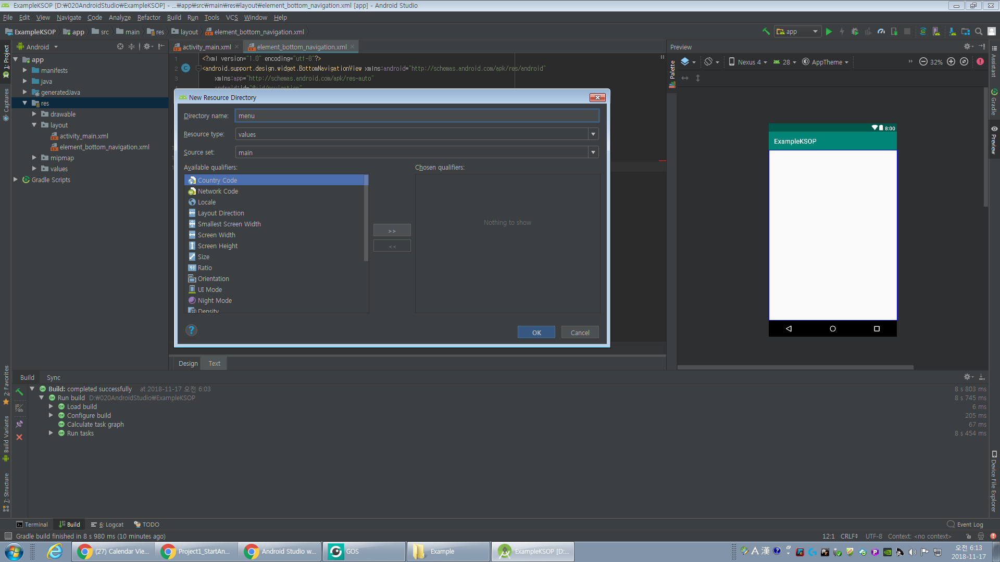 ExampleKSOP [D:₩020AndroidStudio₩ExampleKSOP] - ...₩app₩src₩main₩res₩layout₩element_bottom_navigation.xml [app] - Android Studio
File Edit View Navigate Code Analyze Refactor Build Run Tools VCS Window Help
ExampleKSOP app src main res layout element_bottom_navigation.xml
app
Android
activity_main.xml
element_bottom_navigation.xml
Preview
1: Project
Captures
2: Favorites
Build Variants
7: Structure
app
manifests
java
generatedJava
res
drawable
layout
activity_main.xml
element_bottom_navigation.xml
mipmap
values
Gradle Scripts
1 <?xml version="1.0" encoding="utf-8"?>
2 <android.support.design.widget.BottomNavigationView xmlns:android="http://schemas.android.com/apk/res/android"
3 xmlns:app="http://schemas.android.com/apk/res-auto"
New Resource Directory
Directory name: menu
Resource type: values
Source set: main
Available qualifiers:
Chosen qualifiers:
Country Code
Network Code
Locale
Layout Direction
Smallest Screen Width
Screen Width
Screen Height
Size
Ratio
Orientation
UI Mode
Night Mode
Density
>>
<<
Nothing to show
?
OK
Cancel
Design Text
Palette
Nexus 4 28 AppTheme
32%
8:00
ExampleKSOP
Assistant
Gradle
Preview
Device File Explorer
Build Sync
Build: completed successfully at 2018-11-17 오전 6:03 8 s 803 ms
Run build D:₩020AndroidStudio₩ExampleKSOP 8 s 745 ms
Load build 6 ms
Configure build 205 ms
Calculate task graph 67 ms
Run tasks 8 s 454 ms
Terminal Build 6: Logcat TODO Event Log
Gradle build finished in 8 s 980 ms (10 minutes ago) 12:1 CRLF UTF-8 Context: <no context>
(27) Calendar Vie...
Project1_StartAn...
Android Studio w...
GOS
Example
ExampleKSOP [D:...
A 漢
오전 6:13
2018-11-17